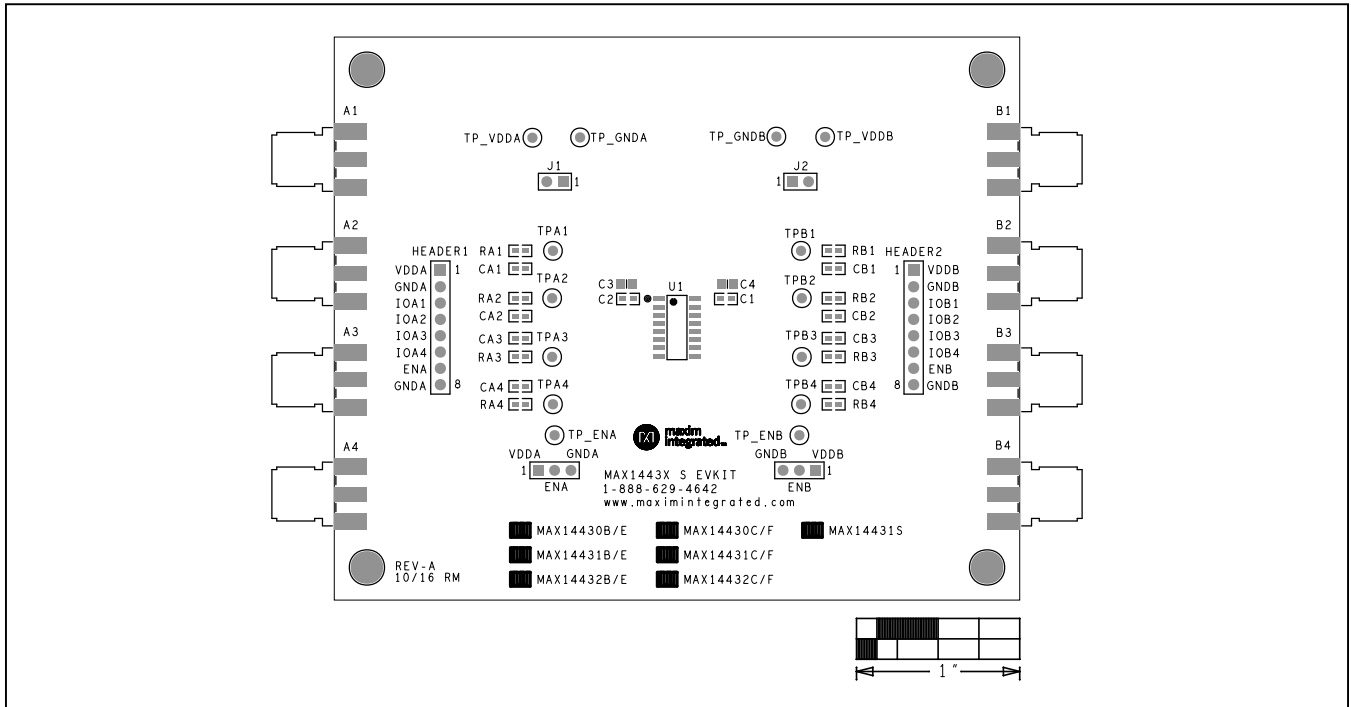 A1
B1
TP_VDDA TP_GNDA TP_GNDB TP_VDDB
J1 J2
1 1
A2 B2
TPA1 TPB1
HEADER1 RA1 RB1 HEADER2
VDDA 1 CA1 CB1 1 VDDB
GNDA TPA2 TPB2 GNDB
C3 U1 C4
IOA1 RA2 C2 C1 RB2 IOB1
IOA2 CA2 CB2 IOB2
A3 B3
IOA3 CA3 TPA3 TPB3 CB3 IOB3
IOA4 RA3 RB3 IOB4
ENA ENB
GNDA 8 CA4 TPA4 TPB4 CB4 8 GNDB
RA4 RB4
TP_ENA maxim integrated™ TP_ENB
A4 B4
VDDA GNDA GNDB VDDB
1 1
ENA ENB
MAX1443X S EVKIT
1-888-629-4642
www.maximintegrated.com
MAX14430B/E MAX14430C/F MAX14431S
MAX14431B/E MAX14431C/F
MAX14432B/E MAX14432C/F
REV-A
10/16 RM
1"